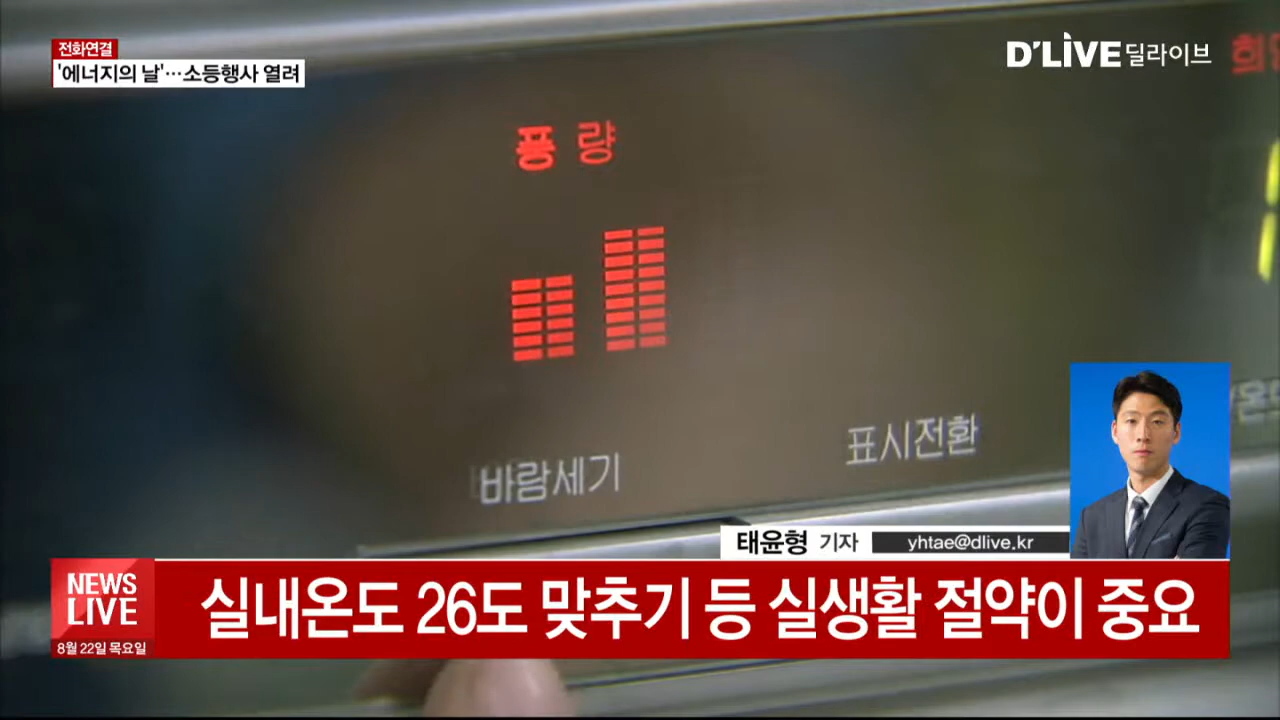 전화연결
'에너지의 날'…소등행사 열려
D'LIVE 딜라이브
풍량
바람세기
표시전환
태윤형 기자 yhtae@dlive.kr
NEWS
LIVE
8월 22일 목요일
실내온도 26도 맞추기 등 실생활 절약이 중요